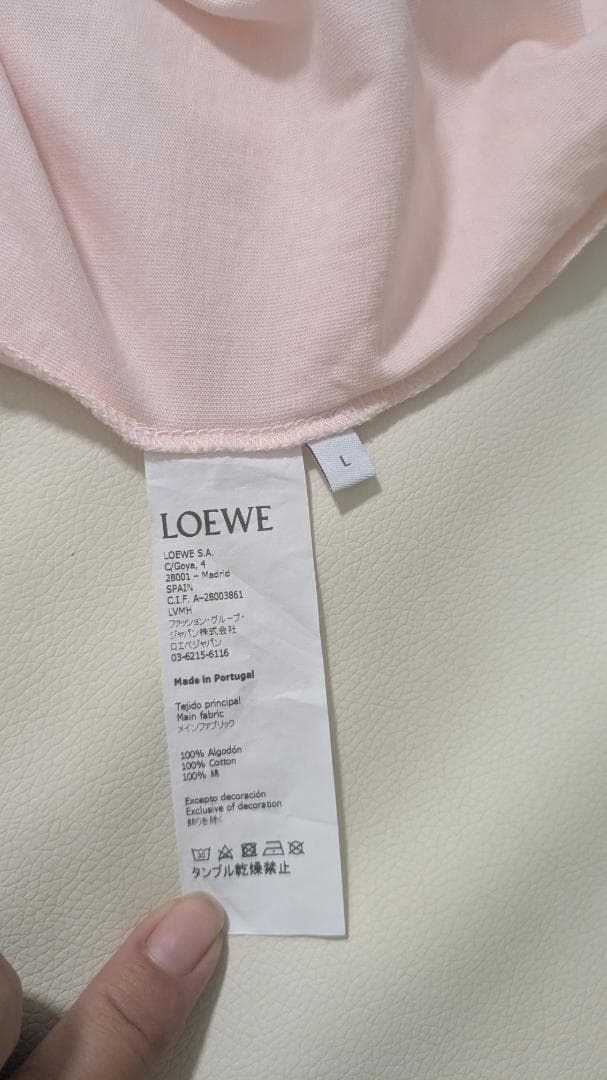 L
LOEWE
LOEWE S.A.
C/Goya, 4
28001 – Madrid
SPAIN
C.I.F. A-28003861
LVMH
ファッション・グループ・
ジャパン株式会社
ロエベジャパン
03-6215-6116
Made in Portugal
Tejido principal
Main fabric
メインファブリック
100% Algodón
100% Cotton
100% 綿
Excepto decoración
Exclusive of decoration
飾りを除く
30
タンブル乾燥禁止